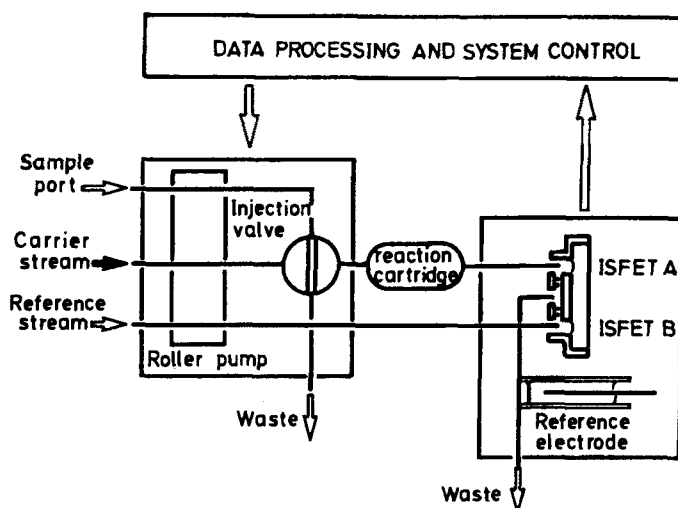 DATA PROCESSING AND SYSTEM CONTROL
Sample
port
Injection
valve
Carrier
stream
reaction
cartridge
ISFET A
Reference
stream
ISFET B
Roller pump
Waste
Reference
electrode
Waste